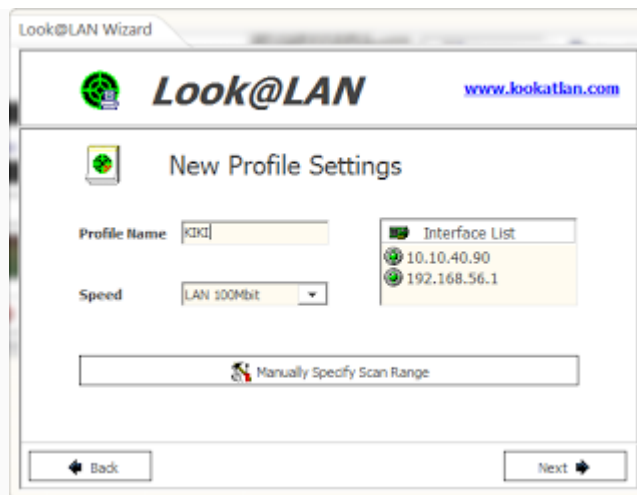 Look@LAN Wizard
Look@LAN
www.lookatlan.com
New Profile Settings
Profile Name KIKI
Interface List
10.10.40.90
192.168.56.1
Speed LAN 100Mbit
Manually Specify Scan Range
Back
Next